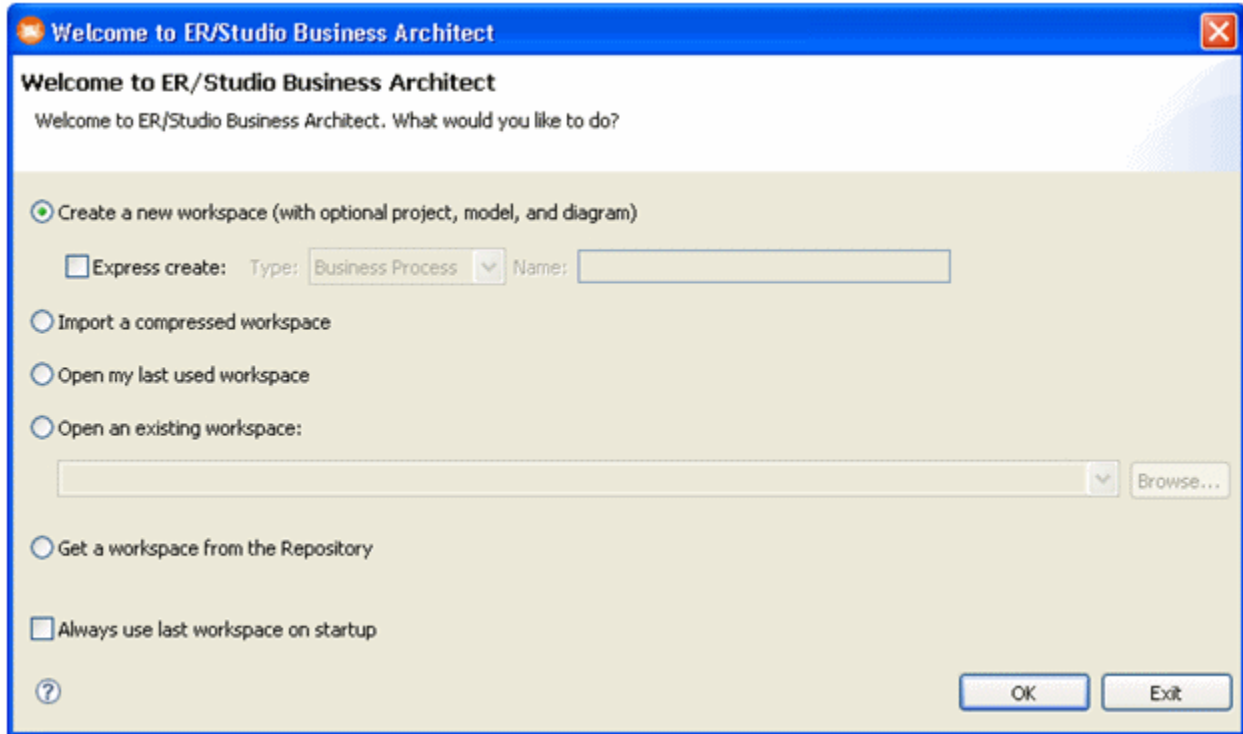 Welcome to ER/Studio Business Architect
Welcome to ER/Studio Business Architect
Welcome to ER/Studio Business Architect. What would you like to do?
Create a new workspace (with optional project, model, and diagram)
Express create: Type: Business Process Name:
Import a compressed workspace
Open my last used workspace
Open an existing workspace:
Browse...
Get a workspace from the Repository
Always use last workspace on startup
? OK Exit